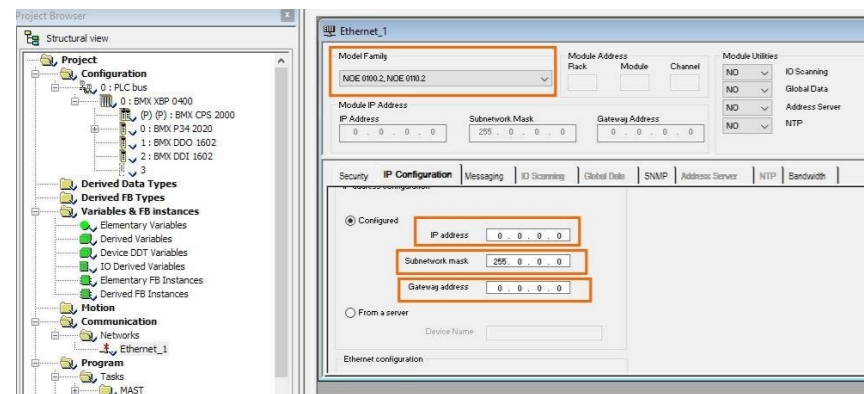 Project Browser
Structural view
Project
Configuration
0 : PLC bus
0 : BMX XBP 0400
(P) (P) : BMX CPS 2000
0 : BMX P34 2020
1 : BMX DDO 1602
2 : BMX DDI 1602
3
Derived Data Types
Derived FB Types
Variables & FB instances
Elementary Variables
Derived Variables
Device DDT Variables
IO Derived Variables
Elementary FB Instances
Derived FB Instances
Motion
Communication
Networks
Ethernet_1
Program
Tasks
MAST
Ethernet_1
Model Family
NOE 0100.2, NOE 0110.2
Module Address
Rack Module Channel
Module Utilities
NO IO Scanning
NO Global Data
NO Address Server
NO NTP
Module IP Address
IP Address Subnetwork Mask Gateway Address
0 . 0 . 0 . 0 255 . 0 . 0 . 0 0 . 0 . 0 . 0
Security IP Configuration Messaging IO Scanning Global Data SNMP Address Server NTP Bandwidth
IP address configuration
Configured
IP address 0 . 0 . 0 . 0
Subnetwork mask 255 . 0 . 0 . 0
Gateway address 0 . 0 . 0 . 0
From a server
Device Name
Ethernet configuration